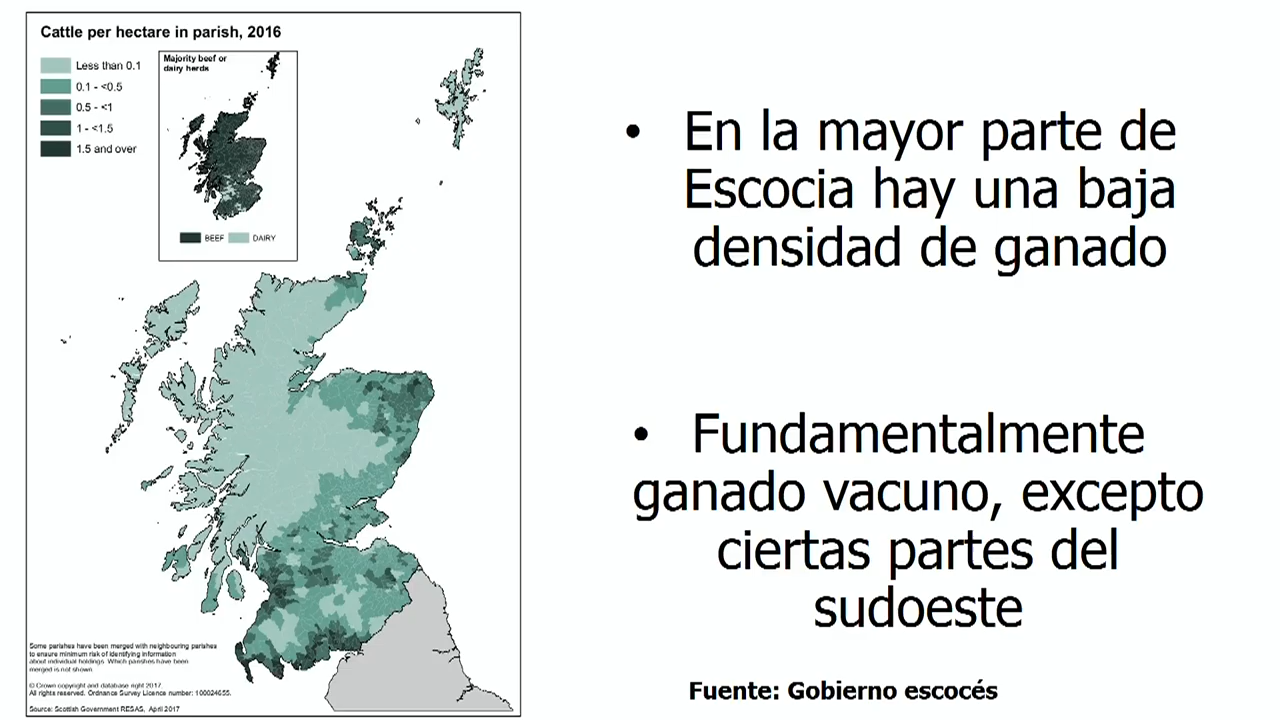 Cattle per hectare in parish, 2016
Less than 0.1
0.1 - <0.5
0.5 - <1
1 - <1.5
1.5 and over
Majority beef or
dairy herds
BEEF
DAIRY
• En la mayor parte de
Escocia hay una baja
densidad de ganado
• Fundamentalmente
ganado vacuno, excepto
ciertas partes del
sudoeste
Fuente: Gobierno escocés
Some parishes have been merged with neighbouring parishes
to ensure minimum risk of identifying information
about individual holdings. Which parishes have been
merged is not shown
© Crown copyright and database right 2017
All rights reserved. Ordnance Survey Licence number: 100024655.
Source: Scottish Government RESAS, April 2017